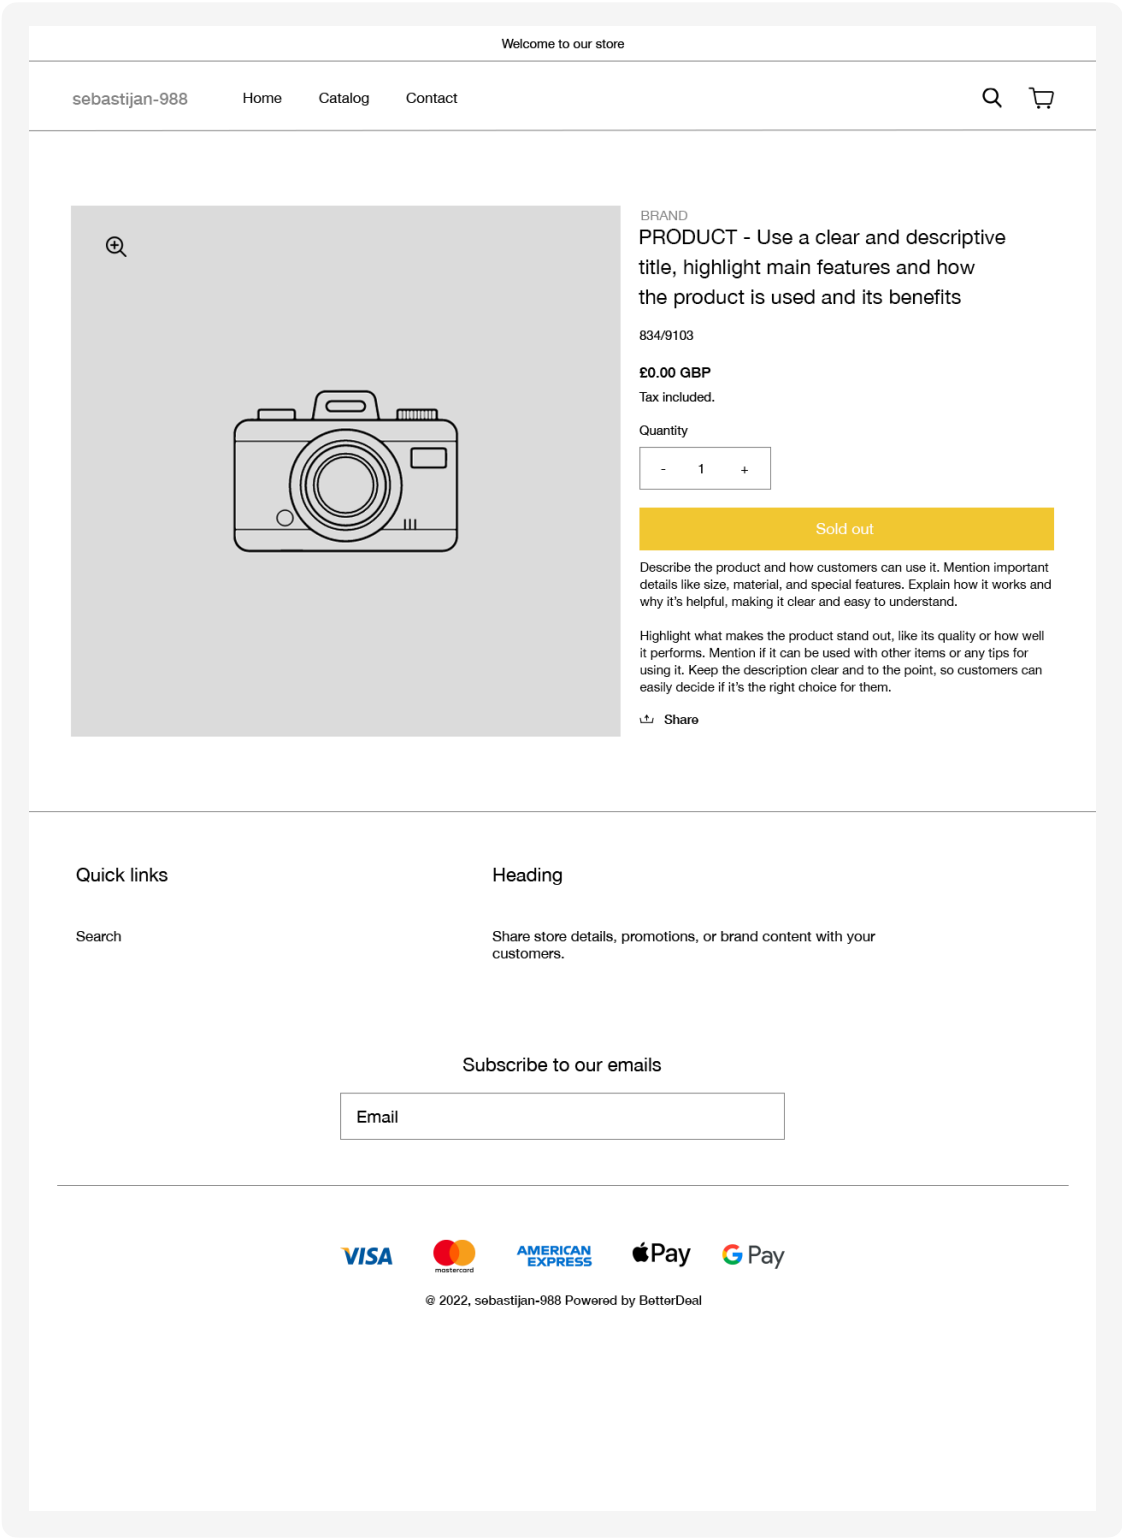 Welcome to our store
sebastijan-988 Home Catalog Contact
BRAND
PRODUCT - Use a clear and descriptive
title, highlight main features and how
the product is used and its benefits
834/9103
£0.00 GBP
Tax included.
Quantity
- 1 +
Sold out
Describe the product and how customers can use it. Mention important
details like size, material, and special features. Explain how it works and
why it’s helpful, making it clear and easy to understand.
Highlight what makes the product stand out, like its quality or how well
it performs. Mention if it can be used with other items or any tips for
using it. Keep the description clear and to the point, so customers can
easily decide if it’s the right choice for them.
Share
Quick links
Search
Heading
Share store details, promotions, or brand content with your
customers.
Subscribe to our emails
Email
VISA mastercard AMERICAN EXPRESS Pay G Pay
@ 2022, sebastijan-988 Powered by BetterDeal